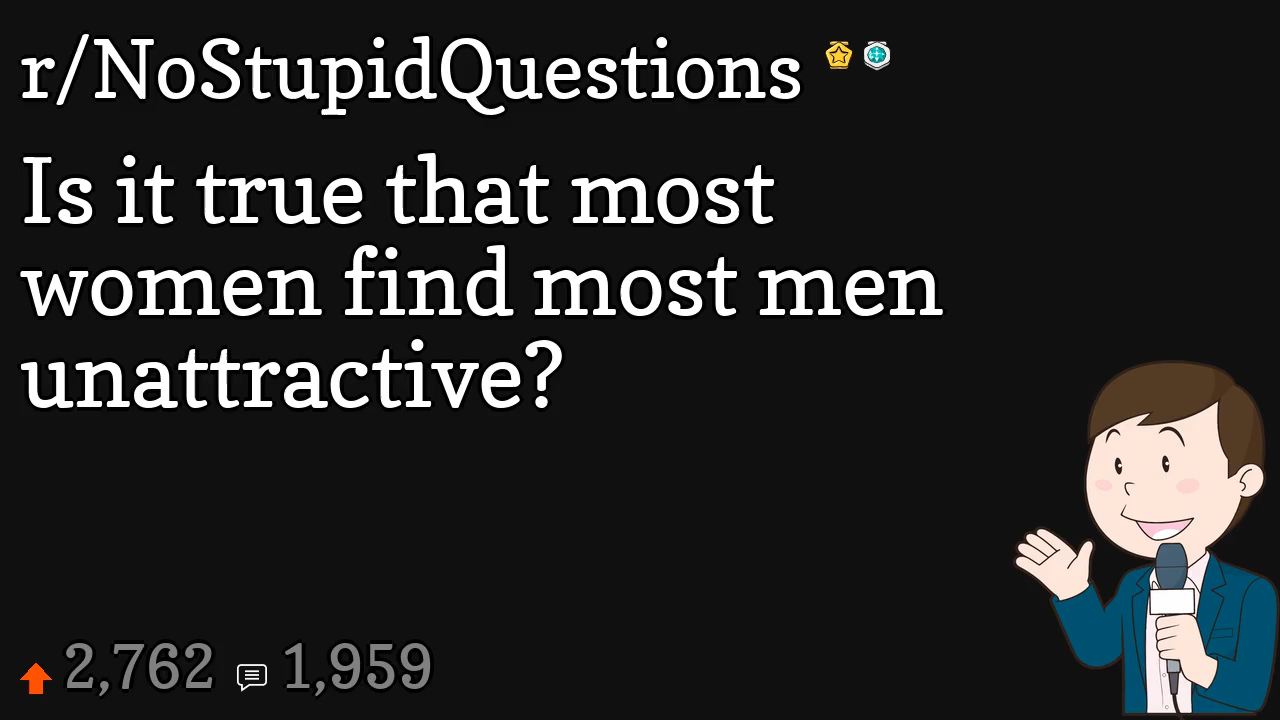 r/NoStupidQuestions
Is it true that most
women find most men
unattractive?
2,762 1,959